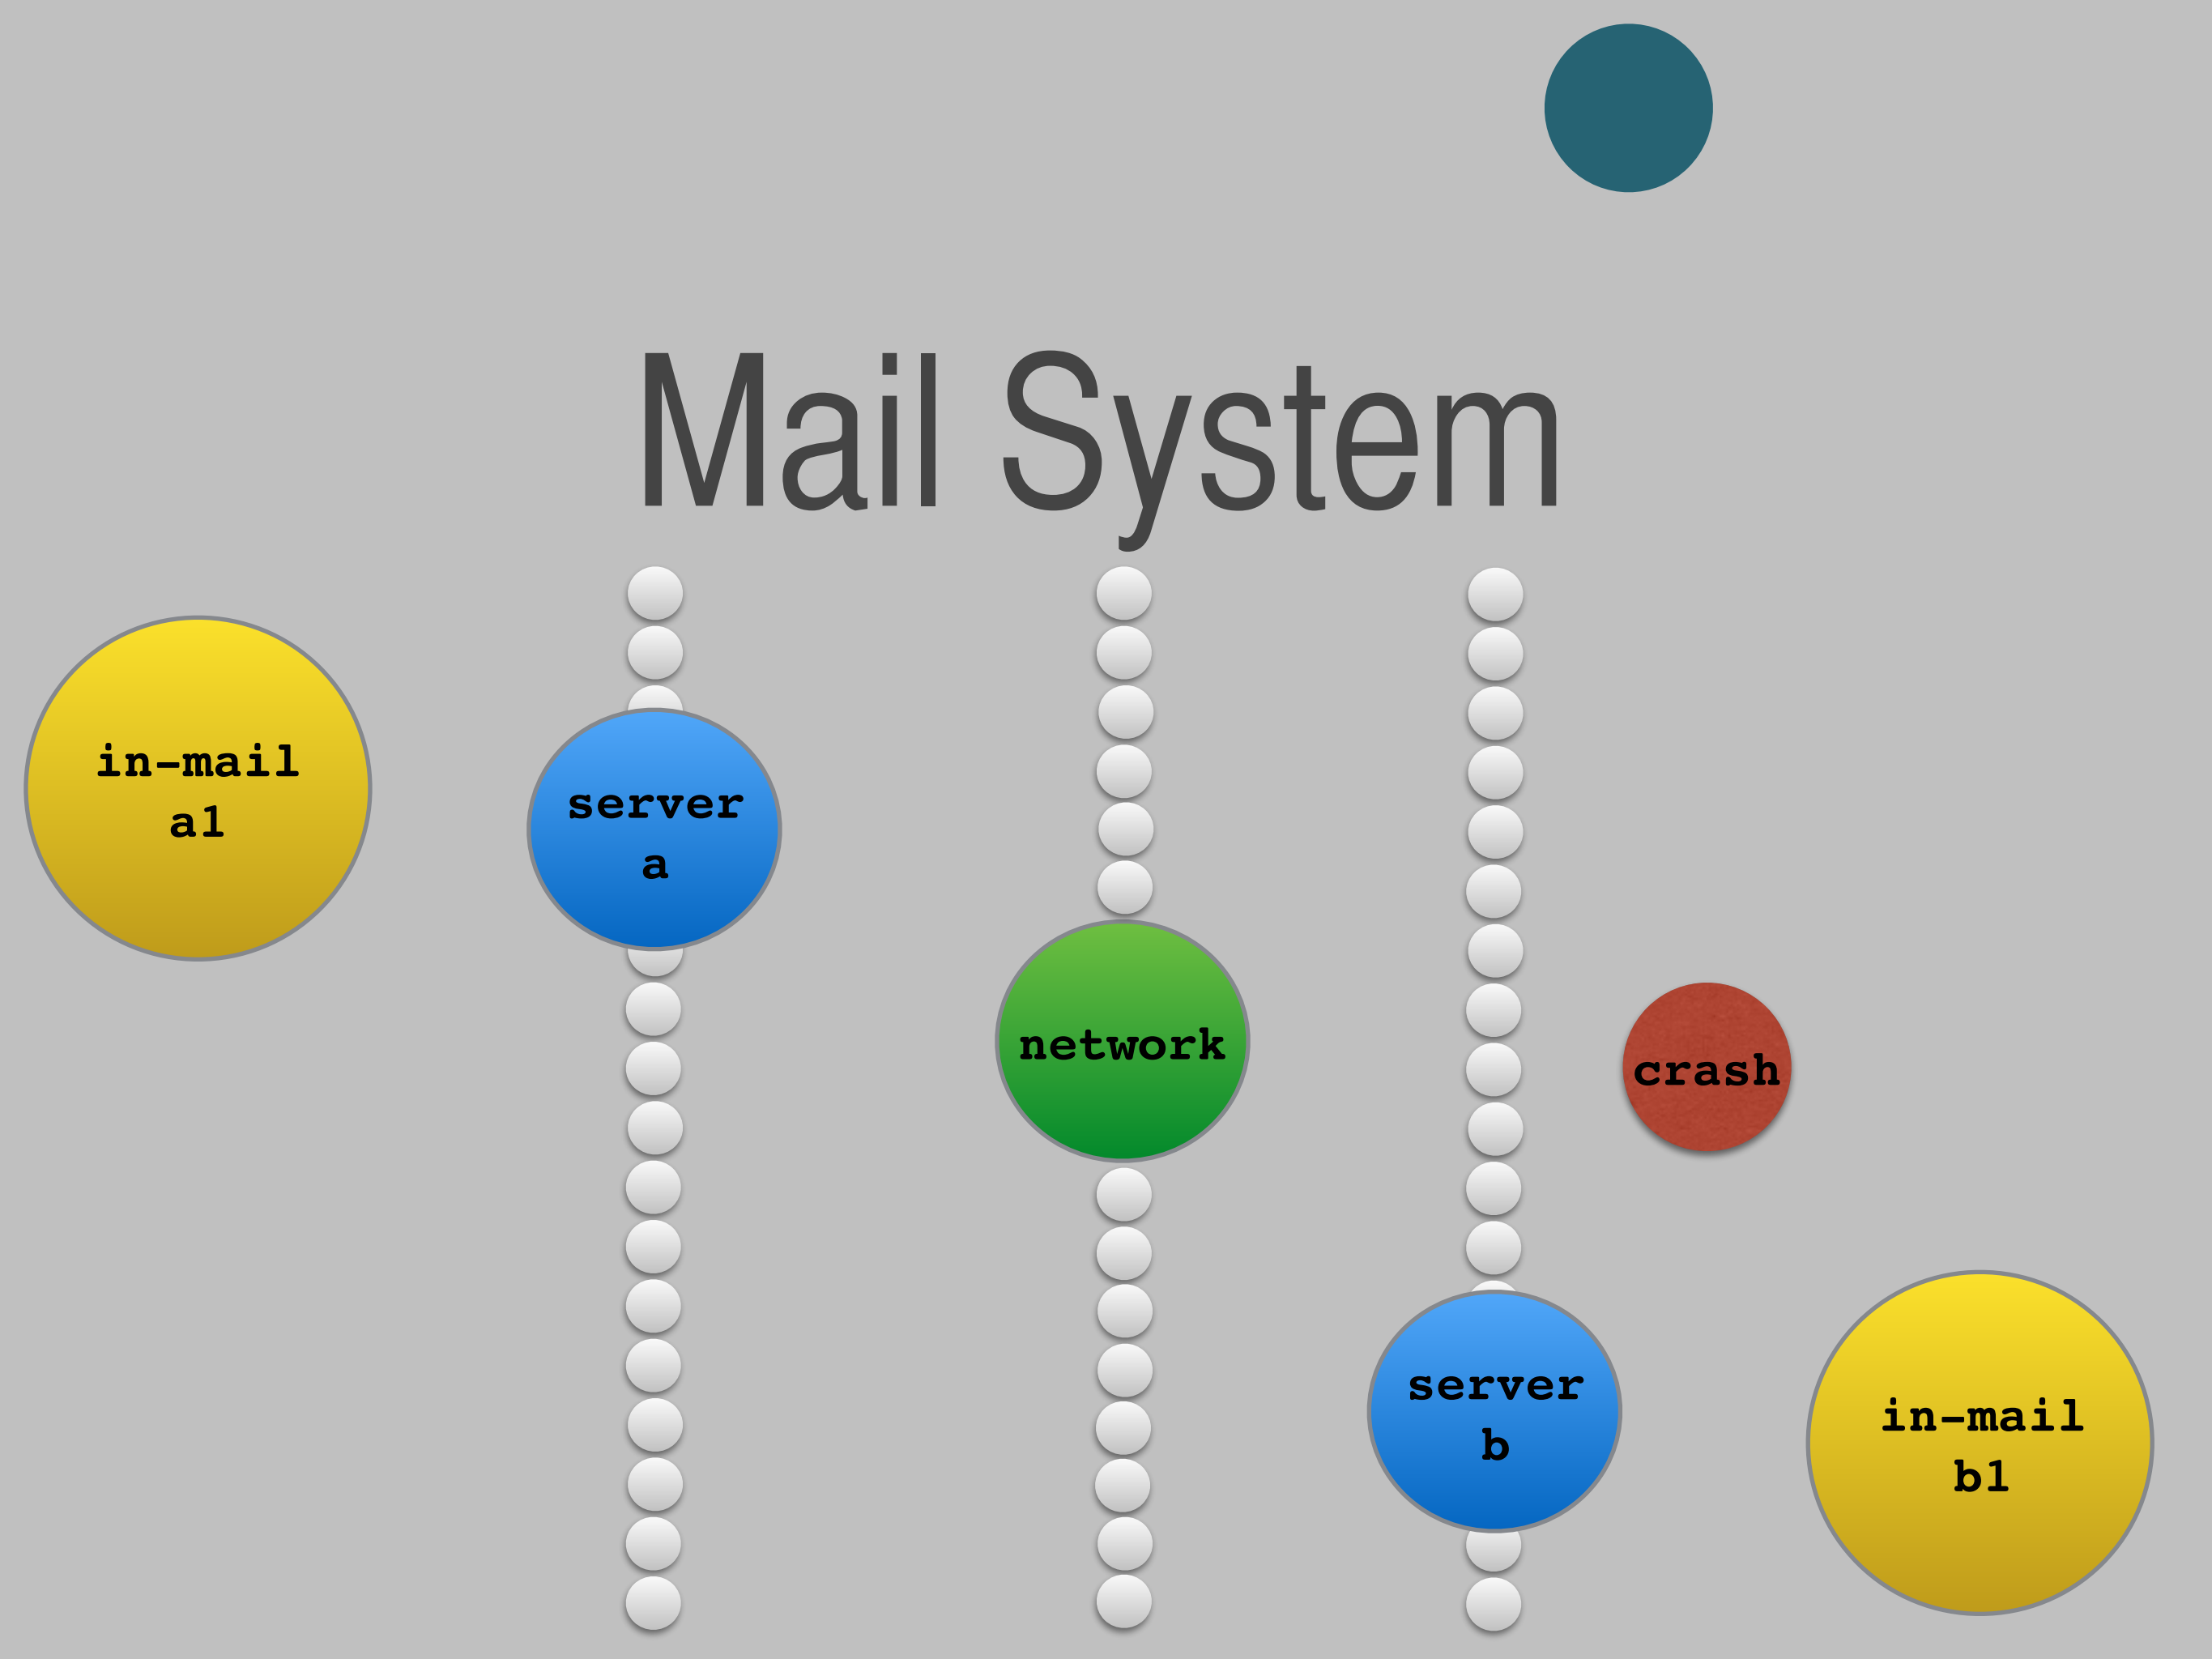 Mail System
in-mail
a1
server
a
network
crash
server
b
in-mail
b1